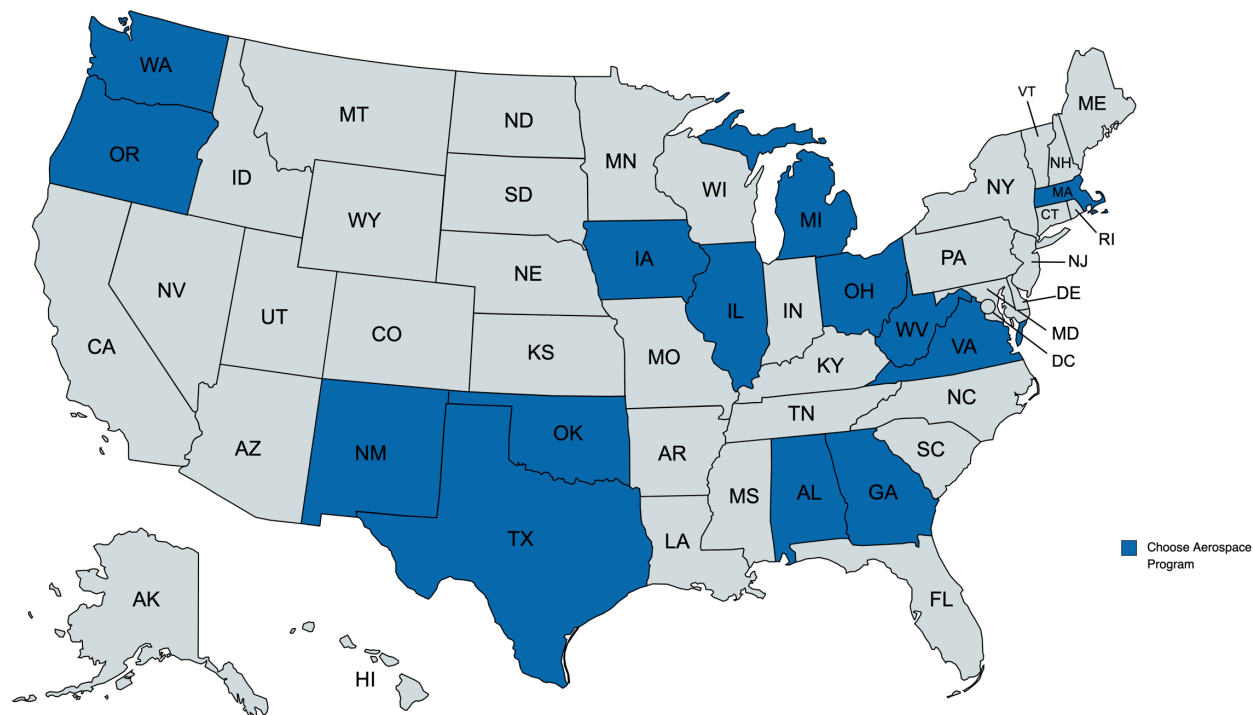 WA
MT
ND
MN
VT
ME
OR
ID
SD
WI
NH
NY
MA
WY
MI
CT
RI
IA
PA
NJ
NE
NV
OH
DE
UT
IL
IN
CO
WV
MD
CA
VA
KS
MO
KY
DC
NC
TN
OK
AZ
NM
AR
SC
MS
AL
GA
TX
LA
Choose Aerospace
Program
AK
FL
HI